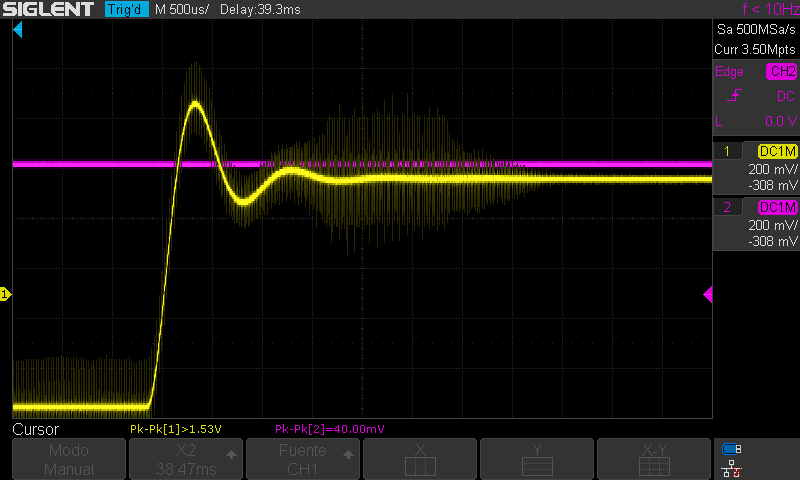 SIGLENT Trig'd M 500us/ Delay:39.3ms f < 10Hz
Sa 500MSa/s
Curr 3.50Mpts
Edge CH2
DC
L 0.0 V
1 DC1M
200 mV/
-308 mV
2 DC1M
200 mV/
-308 mV
1
Cursor Pk-Pk[1]>1.53V Pk-Pk[2]=40.00mV
Modo Manual
X2 38.47ms
Fuente CH1
X
Y
X-Y